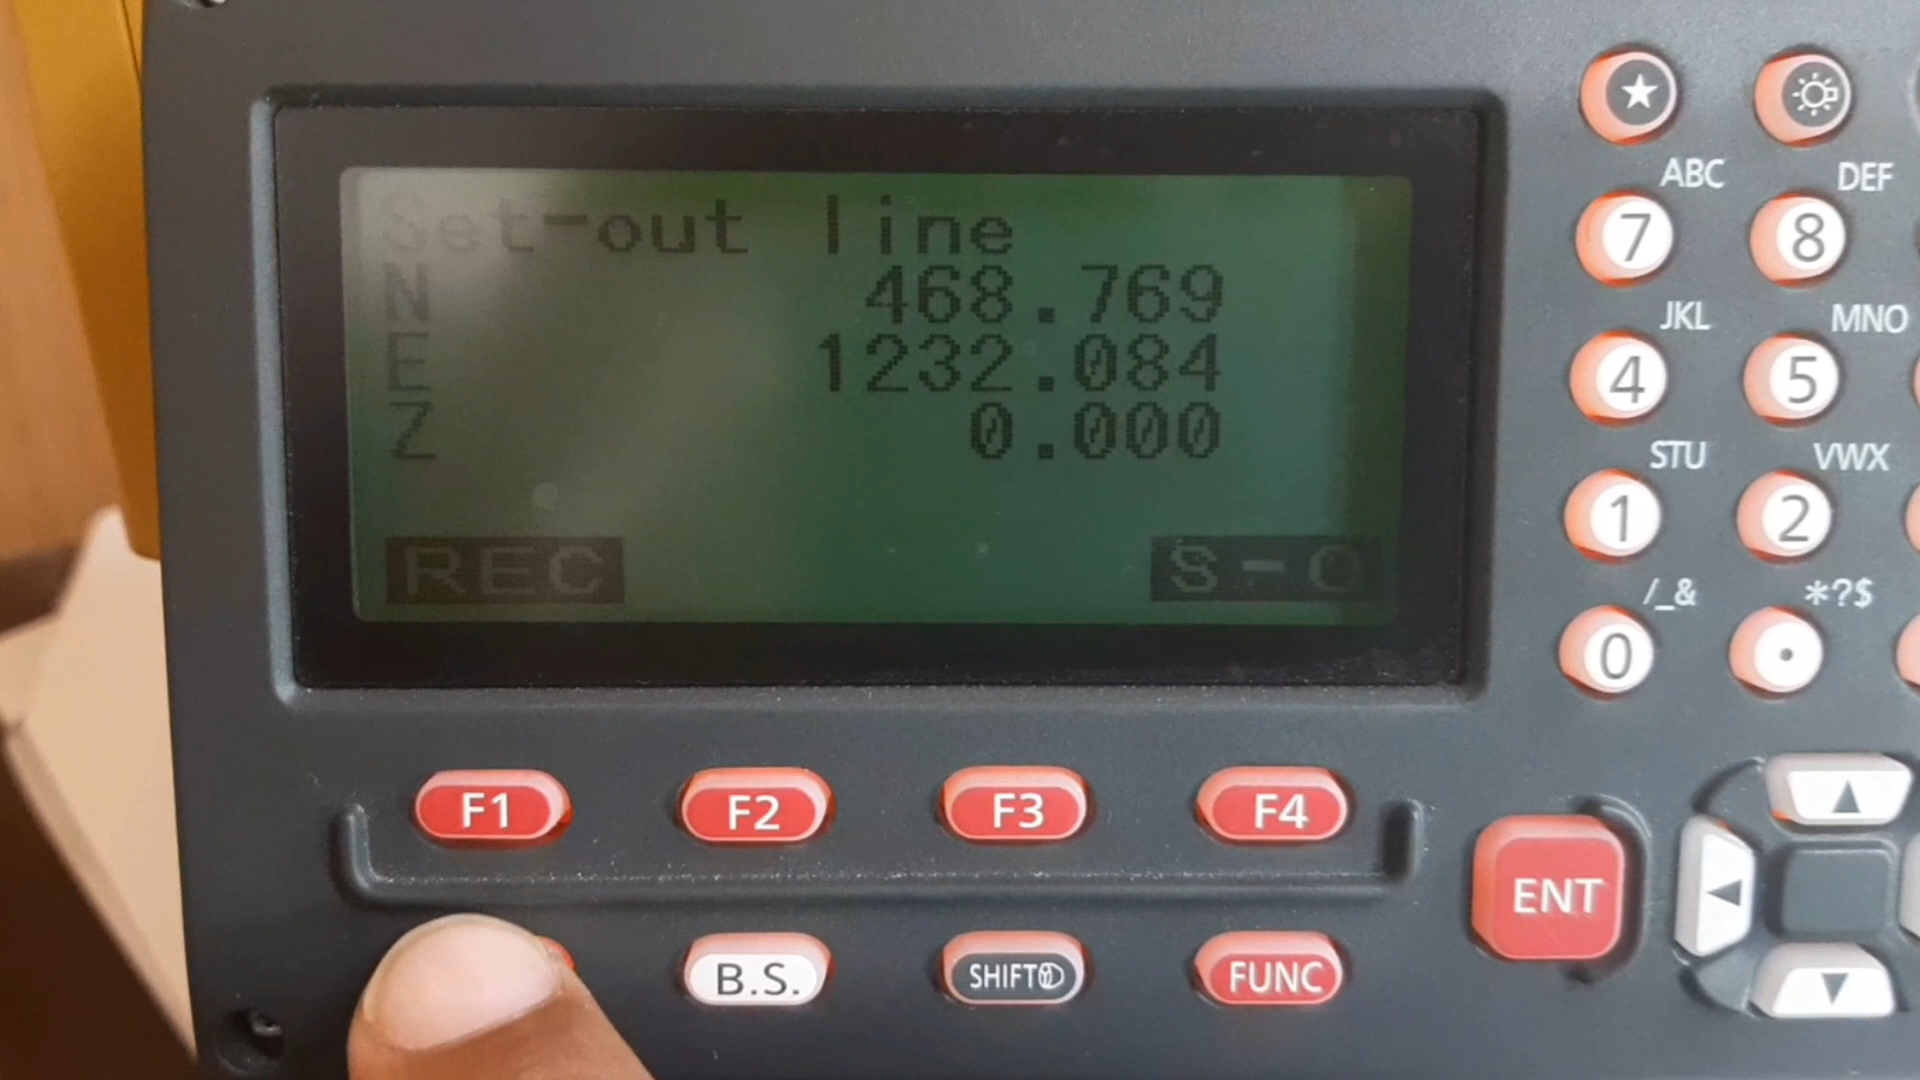 Set-out line
N 468.769
E 1232.084
Z 0.000
REC S-O
ABC DEF
7 8
JKL MNO
4 5
STU VWX
1 2
/_& *?$
0 .
F1 F2 F3 F4
ENT
B.S. SHIFT FUNC